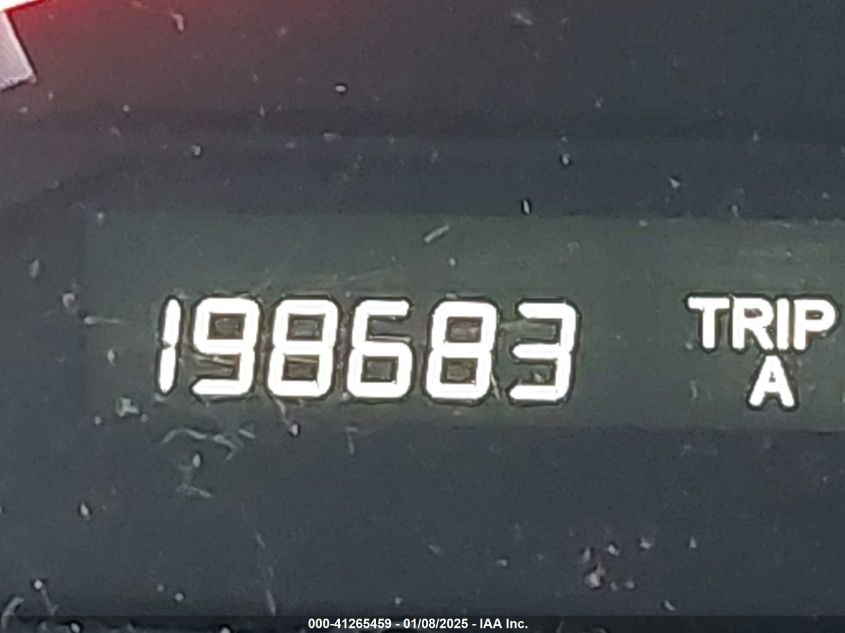 198683 TRIP
A
000-41265459 - 01/08/2025 - IAA Inc.